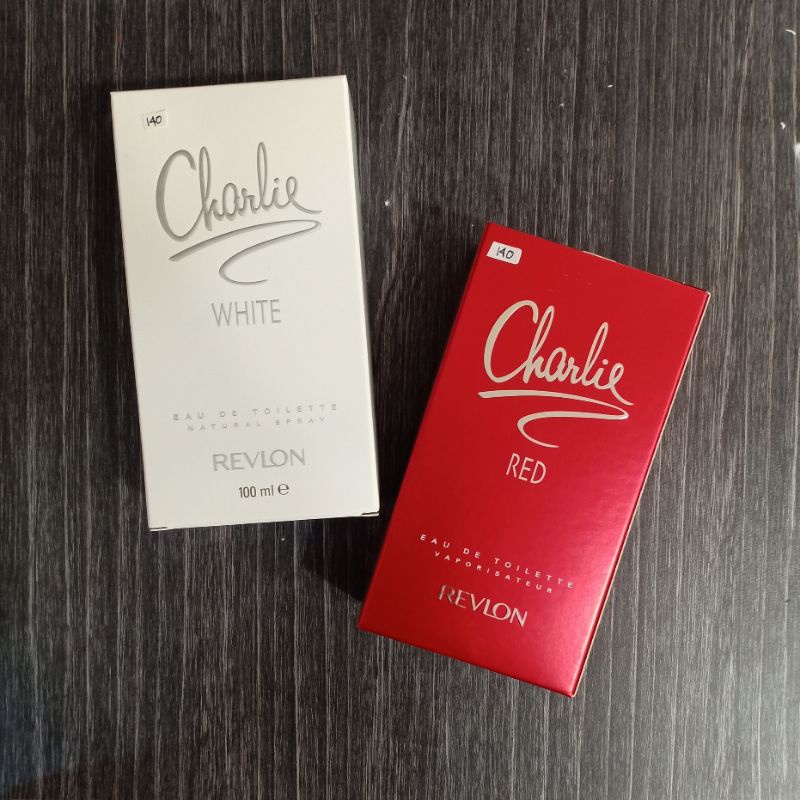 140
Charlie
WHITE
EAU DE TOILETTE
NATURAL SPRAY
REVLON
100 ml ℮
140
Charlie
RED
EAU DE TOILETTE
VAPORISATEUR
REVLON